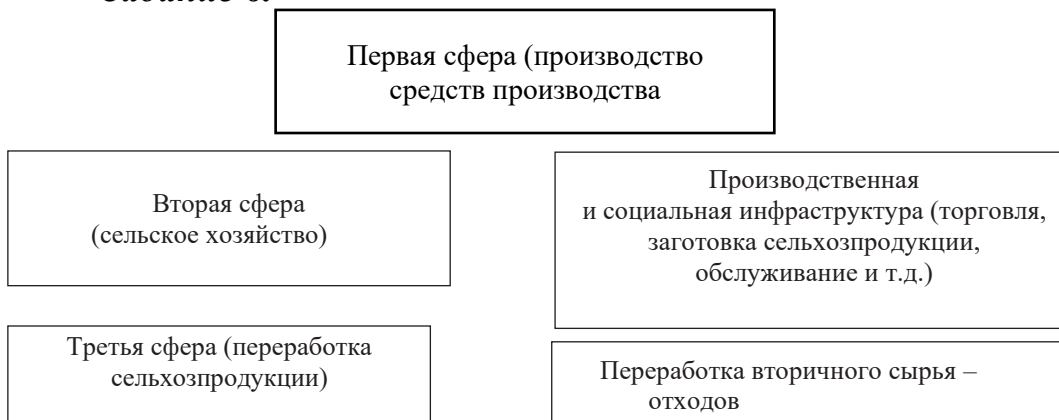 Первая сфера (производство
средств производства
Вторая сфера
(сельское хозяйство)
Производственная
и социальная инфраструктура (торговля,
заготовка сельхозпродукции,
обслуживание и т.д.)
Третья сфера (переработка
сельхозпродукции)
Переработка вторичного сырья –
отходов